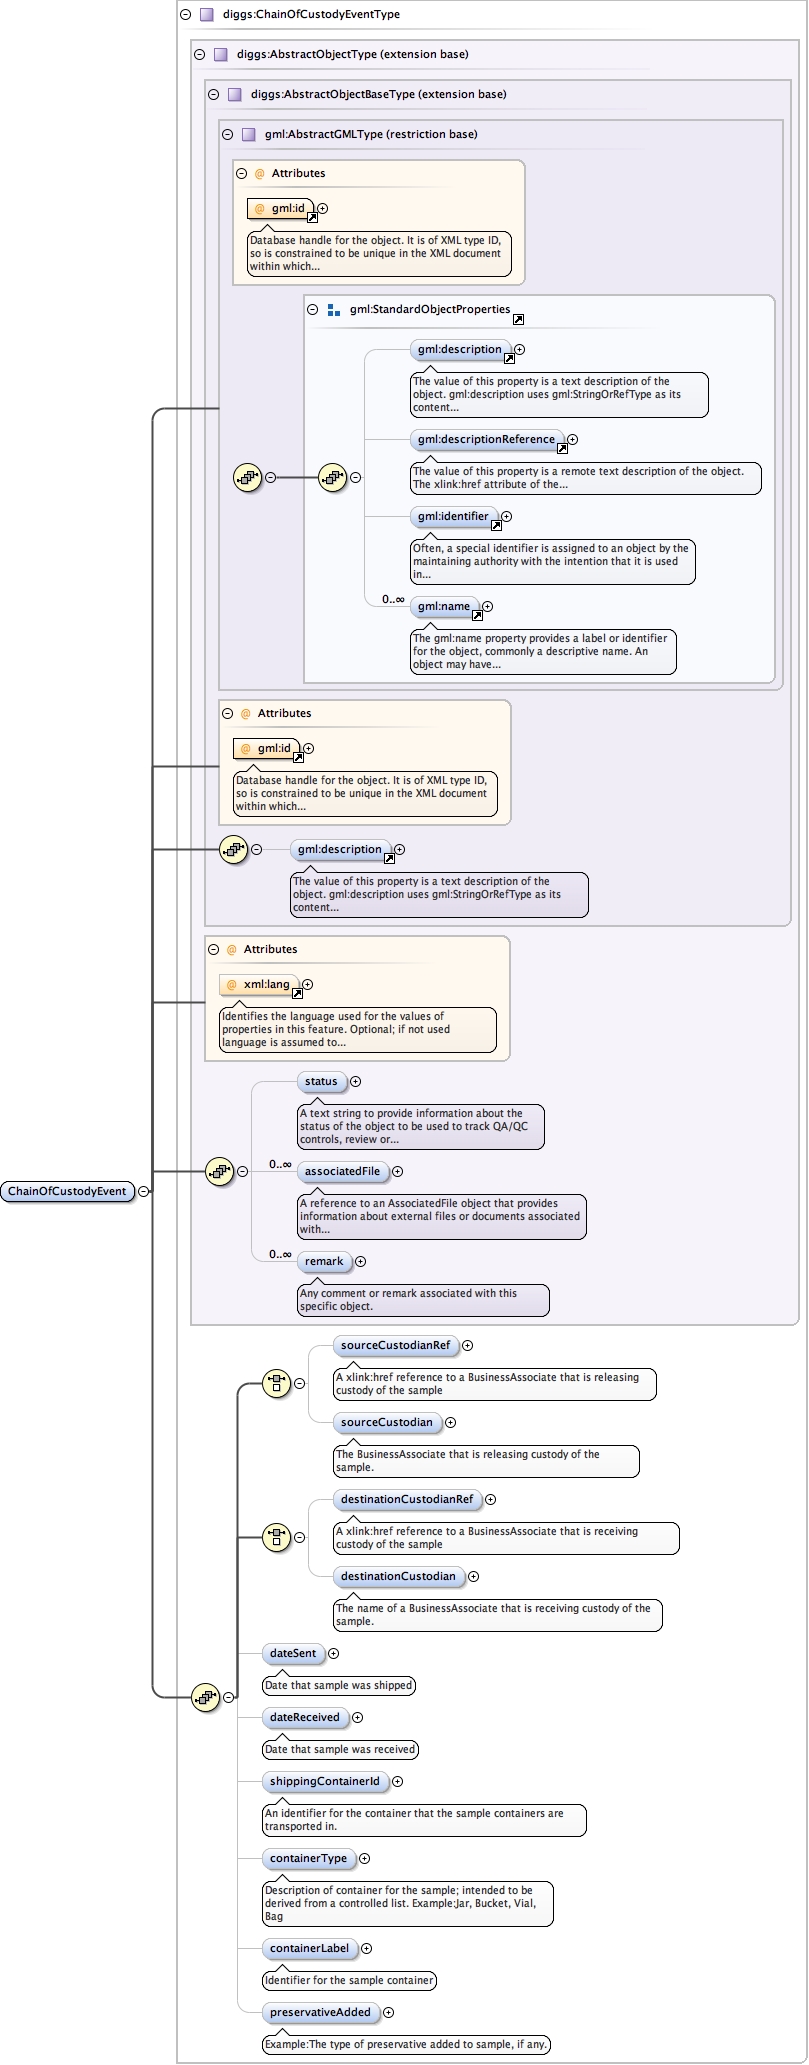 diggs:ChainOfCustodyEventType
diggs:AbstractObjectType (extension base)
diggs:AbstractObjectBaseType (extension base)
gml:AbstractGMLType (restriction base)
@ Attributes
@ gml:id
Database handle for the object. It is of XML type ID,
so is constrained to be unique in the XML document
within which...
gml:StandardObjectProperties
gml:description
The value of this property is a text description of the
object. gml:description uses gml:StringOrRefType as its
content...
gml:descriptionReference
The value of this property is a remote text description of the object.
The xlink:href attribute of the...
gml:identifier
Often, a special identifier is assigned to an object by the
maintaining authority with the intention that it is used
in...
0..∞ gml:name
The gml:name property provides a label or identifier
for the object, commonly a descriptive name. An
object may have...
@ Attributes
@ gml:id
Database handle for the object. It is of XML type ID,
so is constrained to be unique in the XML document
within which...
gml:description
The value of this property is a text description of the
object. gml:description uses gml:StringOrRefType as its
content...
@ Attributes
@ xml:lang
Identifies the language used for the values of
properties in this feature. Optional; if not used
language is assumed to...
status
A text string to provide information about the
status of the object to be used to track QA/QC
controls, review or...
0..∞ associatedFile
A reference to an AssociatedFile object that provides
information about external files or documents associated
with...
ChainOfCustodyEvent
0..∞ remark
Any comment or remark associated with this
specific object.
sourceCustodianRef
A xlink:href reference to a BusinessAssociate that is releasing
custody of the sample
sourceCustodian
The BusinessAssociate that is releasing custody of the
sample.
destinationCustodianRef
A xlink:href reference to a BusinessAssociate that is receiving
custody of the sample
destinationCustodian
The name of a BusinessAssociate that is receiving custody of the
sample.
dateSent
Date that sample was shipped
dateReceived
Date that sample was received
shippingContainerId
An identifier for the container that the sample containers are
transported in.
containerType
Description of container for the sample; intended to be
derived from a controlled list. Example:Jar, Bucket, Vial,
Bag
containerLabel
Identifier for the sample container
preservativeAdded
Example:The type of preservative added to sample, if any.